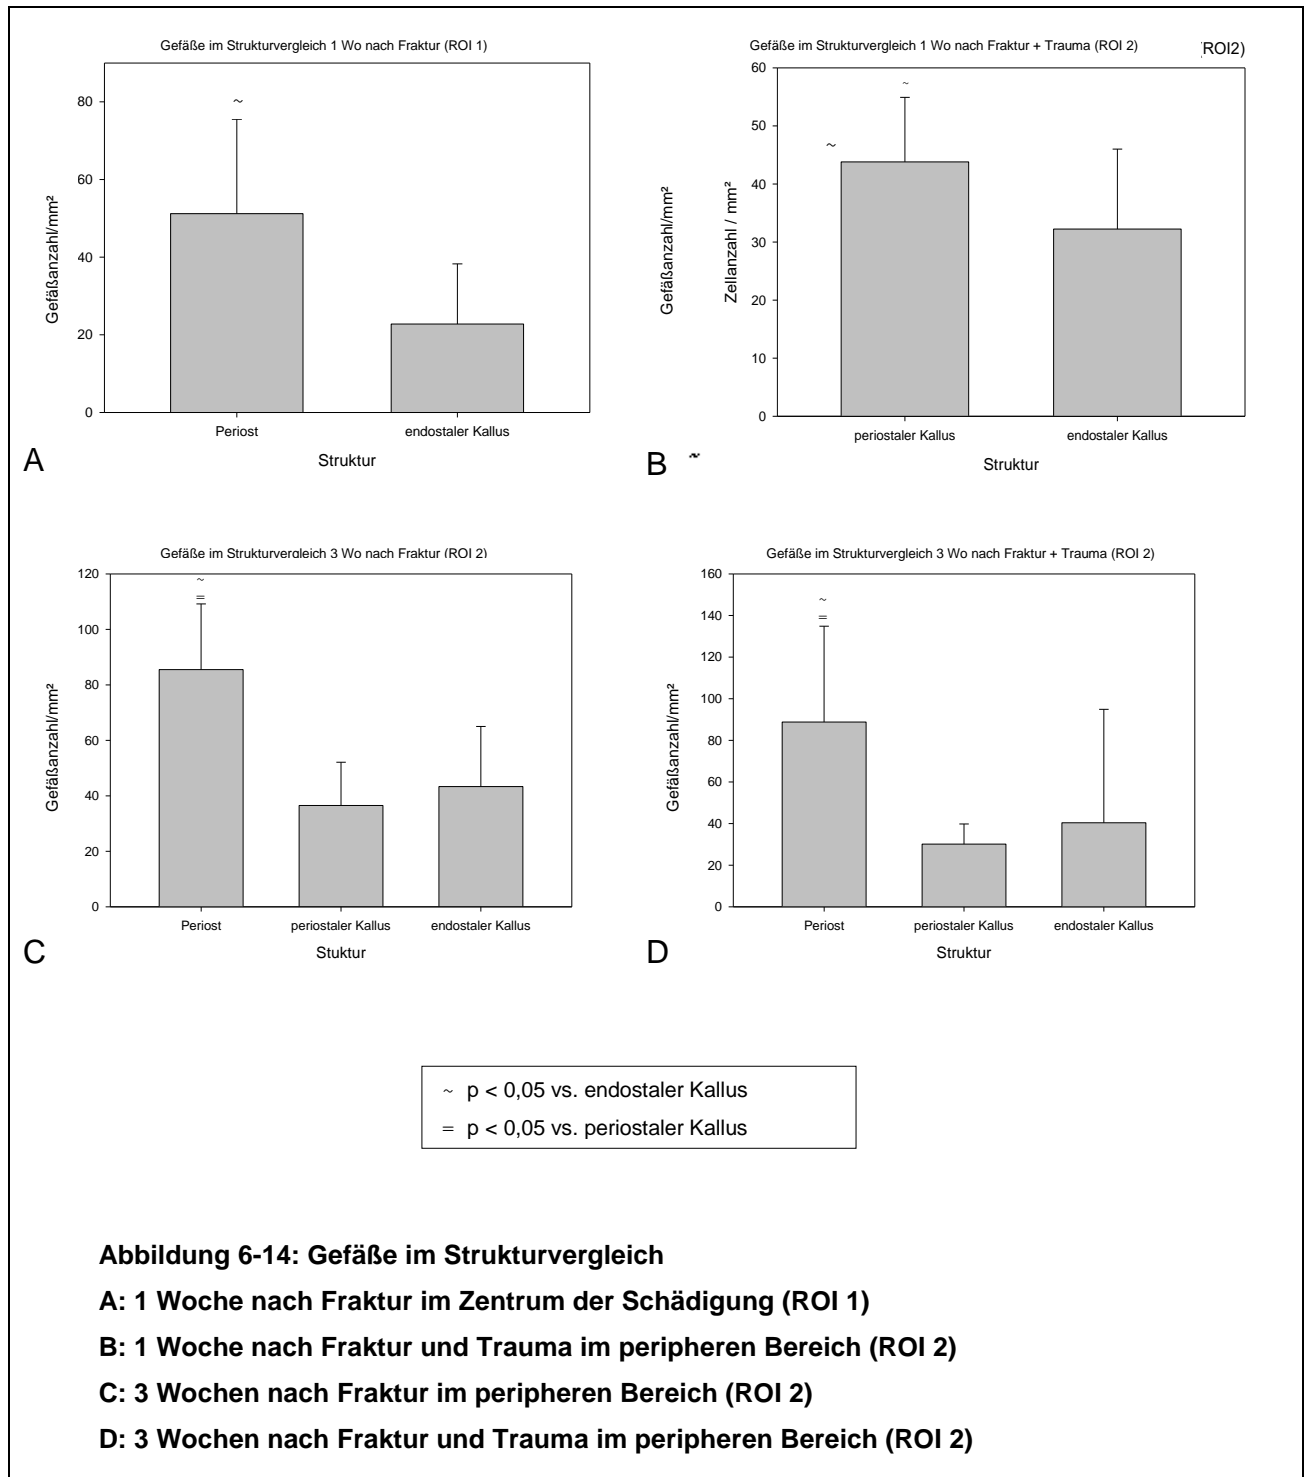 Gefäße im Strukturvergleich 1 Wo nach Fraktur (ROI 1)
80
60
40
20
0
Gefäßanzahl/mm²
~
Periost endostaler Kallus
Struktur
A
Gefäße im Strukturvergleich 1 Wo nach Fraktur + Trauma (ROI 2) (ROI2)
60
50
40
30
20
10
0
Gefäßanzahl/mm²
Zellanzahl / mm²
~
~
periostaler Kallus endostaler Kallus
Struktur
B ~
Gefäße im Strukturvergleich 3 Wo nach Fraktur (ROI 2)
120
100
80
60
40
20
0
Gefäßanzahl/mm²
~
=
Periost periostaler Kallus endostaler Kallus
Stuktur
C
Gefäße im Strukturvergleich 3 Wo nach Fraktur + Trauma (ROI 2)
160
140
120
100
80
60
40
20
0
Gefäßanzahl/mm²
~
=
Periost periostaler Kallus endostaler Kallus
Struktur
D
~ p < 0,05 vs. endostaler Kallus
= p < 0,05 vs. periostaler Kallus
Abbildung 6-14: Gefäße im Strukturvergleich
A: 1 Woche nach Fraktur im Zentrum der Schädigung (ROI 1)
B: 1 Woche nach Fraktur und Trauma im peripheren Bereich (ROI 2)
C: 3 Wochen nach Fraktur im peripheren Bereich (ROI 2)
D: 3 Wochen nach Fraktur und Trauma im peripheren Bereich (ROI 2)